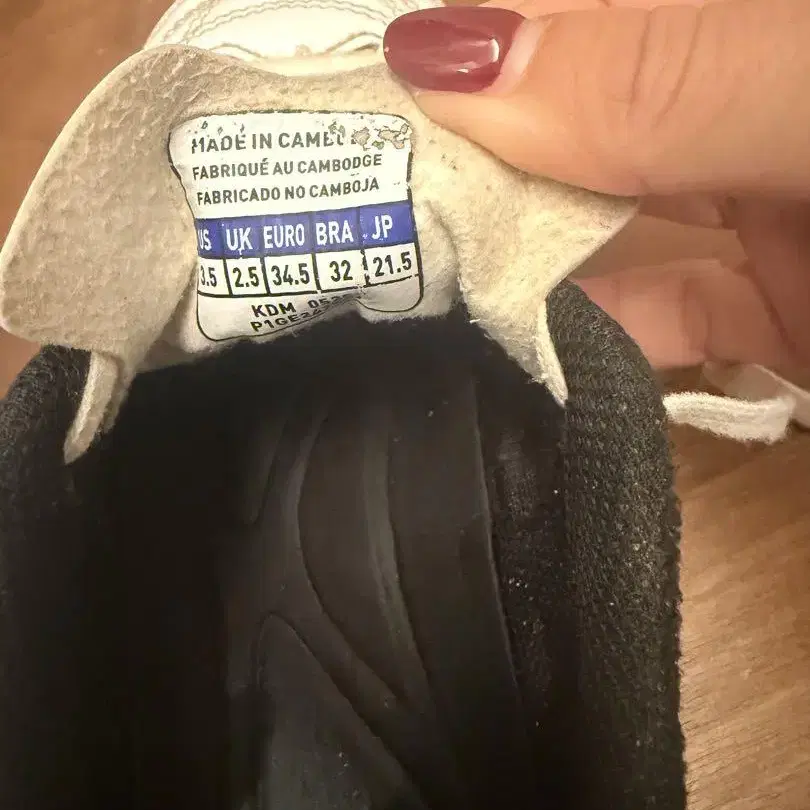 MADE IN
FABRIQUÉ AU CAMBODGE
FABRICADO NO CAMBOJA
US UK EURO BRA JP
3.5 2.5 34.5 32 21.5
KDM